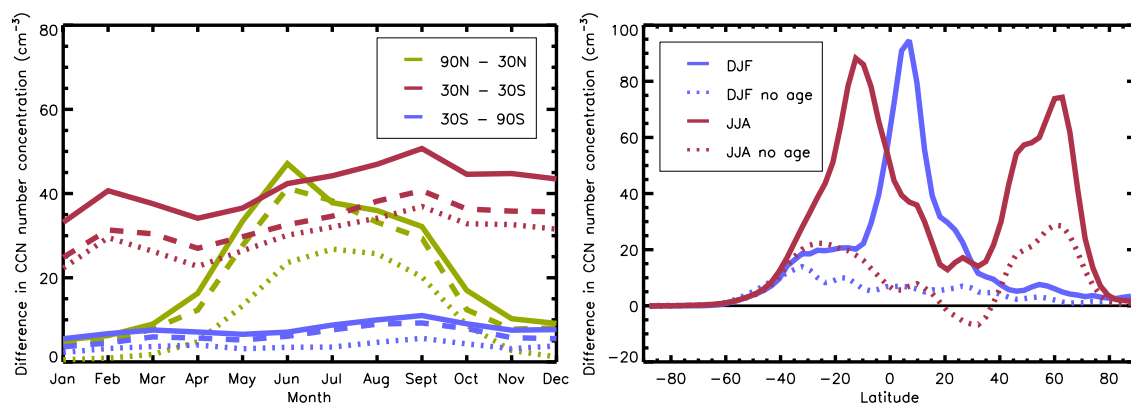 Difference in CCN number concentration (cm⁻³)
80
60
40
20
0
90N – 30N
30N – 30S
30S – 90S
Jan Feb Mar Apr May Jun Jul Aug Sept Oct Nov Dec
Month
Difference in CCN number concentration (cm⁻³)
100
80
60
40
20
0
−20
DJF
DJF no age
JJA
JJA no age
−80 −60 −40 −20 0 20 40 60 80
Latitude